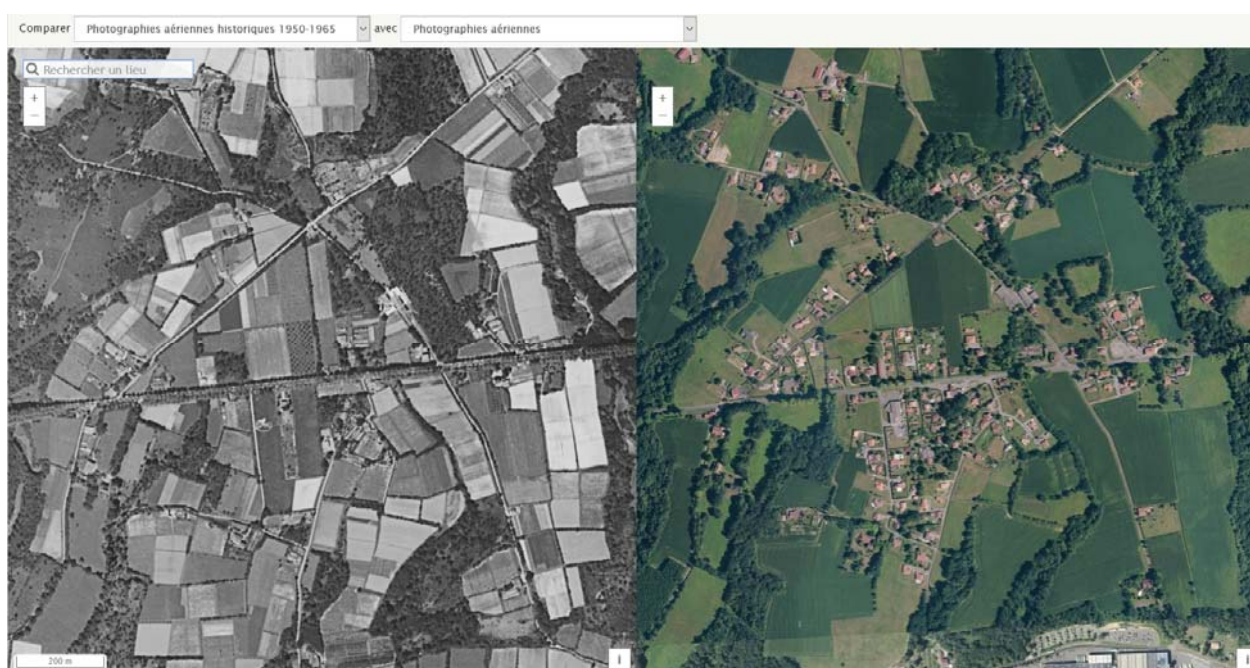 Comparer Photographies aériennes historiques 1950-1965 avec Photographies aériennes
Rechercher un lieu
+
−
+
−
200 m
i
i